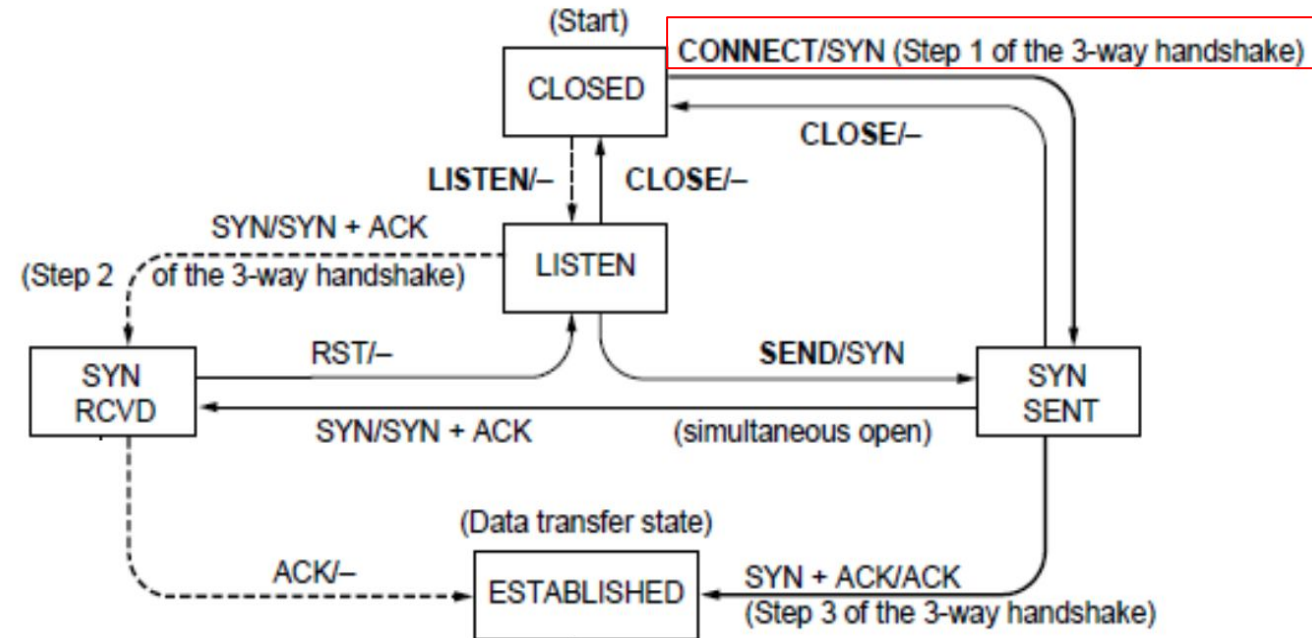 (Start)
CONNECT/SYN (Step 1 of the 3-way handshake)
CLOSED
CLOSE/–
LISTEN/–
CLOSE/–
SYN/SYN + ACK
(Step 2 of the 3-way handshake)
LISTEN
RST/–
SEND/SYN
SYN
RCVD
SYN
SENT
SYN/SYN + ACK
(simultaneous open)
(Data transfer state)
ACK/–
ESTABLISHED
SYN + ACK/ACK
(Step 3 of the 3-way handshake)